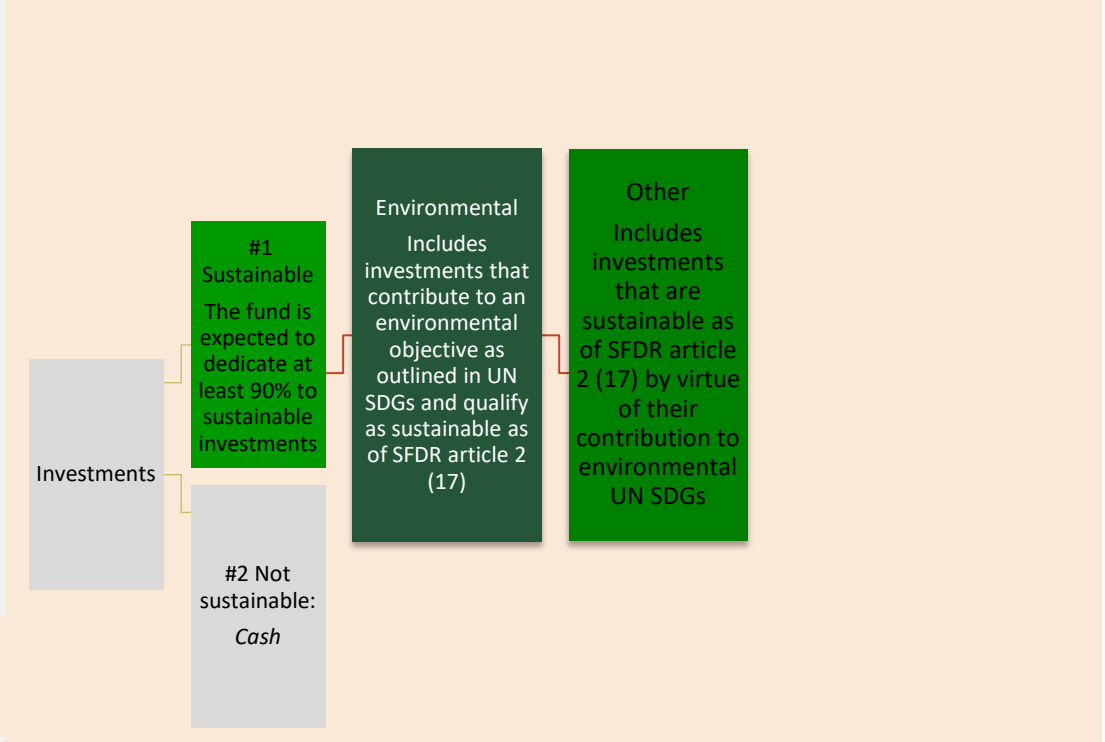 Investments
#1
Sustainable
The fund is
expected to
dedicate at
least 90% to
sustainable
investments
#2 Not
sustainable:
Cash
Environmental
Includes
investments that
contribute to an
environmental
objective as
outlined in UN
SDGs and qualify
as sustainable as
of SFDR article 2
(17)
Other
Includes
investments
that are
sustainable as
of SFDR article
2 (17) by virtue
of their
contribution to
environmental
UN SDGs